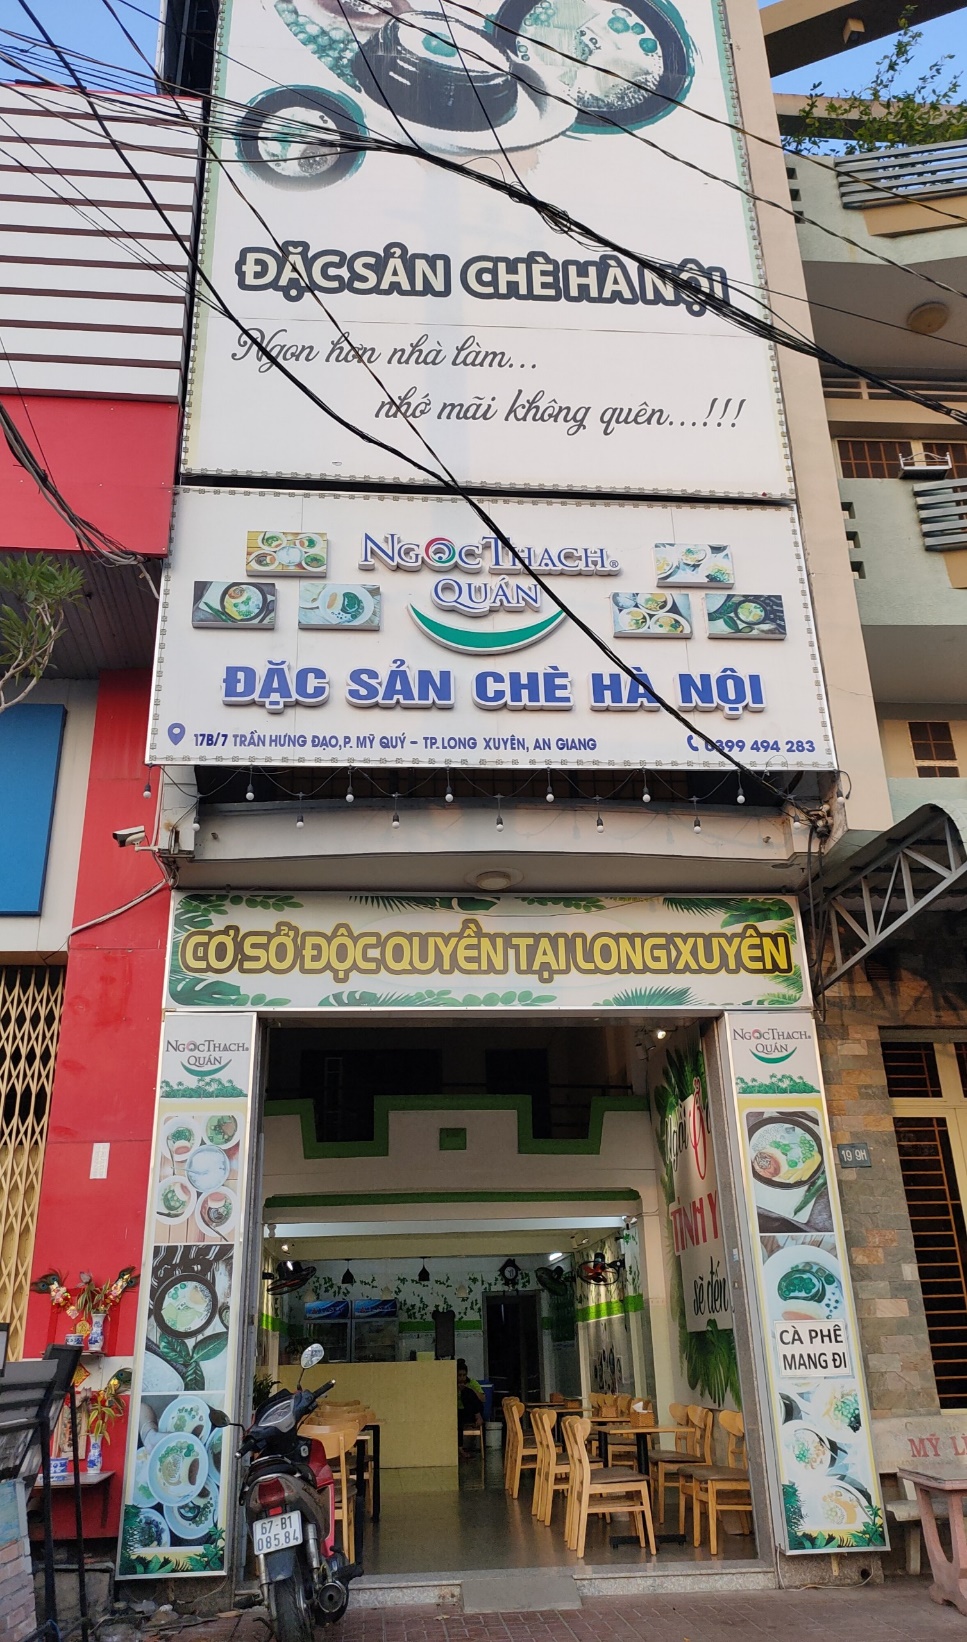 ĐẶC SẢN CHÈ HÀ NỘI
Ngon hơn nhà làm...
nhớ mãi không quên...!!!
NGỌC THẠCH®
QUÁN
ĐẶC SẢN CHÈ HÀ NỘI
17B/7 TRẦN HƯNG ĐẠO, P. MỸ QUÝ - TP. LONG XUYÊN, AN GIANG
0399 494 283
CƠ SỞ ĐỘC QUYỀN TẠI LONG XUYÊN
NGỌC THẠCH®
QUÁN
NGỌC THẠCH®
QUÁN
19 9H
TÌNH Y
sẽ đến
CÀ PHÊ
MANG ĐI
MỸ
67-B1
085.84